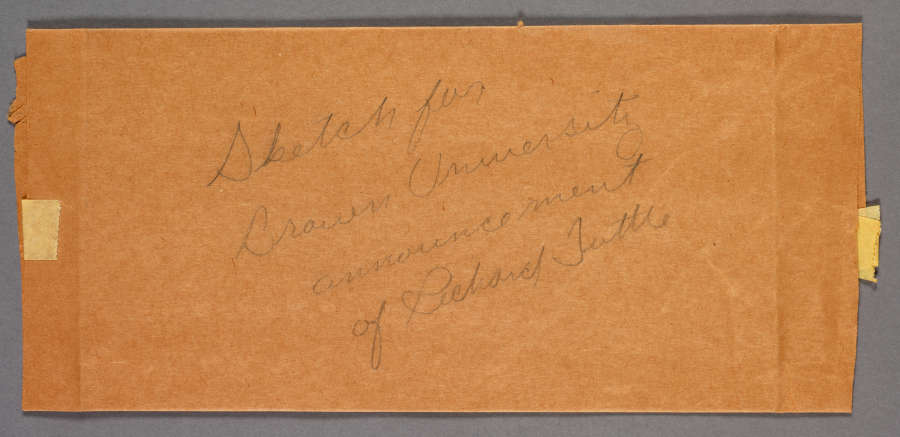 Sketch for
Brown University
announcement
of Richard Tuttle